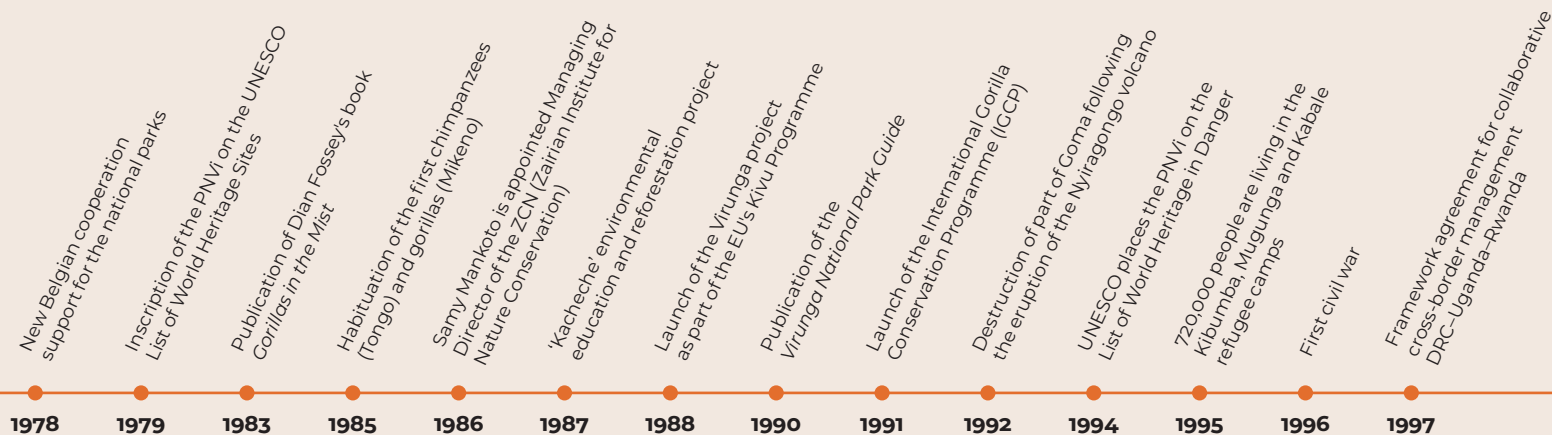 New Belgian cooperation
support for the national parks
1978
Inscription of the PNVi on the UNESCO
List of World Heritage Sites
1979
Publication of Dian Fossey's book
Gorillas in the Mist
1983
Habituation of the first chimpanzees
(Tongo) and gorillas (Mikeno)
1985
Samy Mankoto is appointed Managing
Director of the ZCN (Zairian Institute for
Nature Conservation)
1986
‘Kacheche’ environmental
education and reforestation project
1987
Launch of the Virunga project
as part of the EU's Kivu Programme
1988
Publication of the
Virunga National Park Guide
1990
Launch of the International Gorilla
Conservation Programme (IGCP)
1991
Destruction of part of Goma following
the eruption of the Nyiragongo volcano
1992
UNESCO places the PNVi on the
List of World Heritage in Danger
1994
720,000 people are living in the
Kibumba, Mugunga and Kabale
refugee camps
1995
First civil war
1996
Framework agreement for collaborative
cross-border management
DRC–Uganda–Rwanda
1997